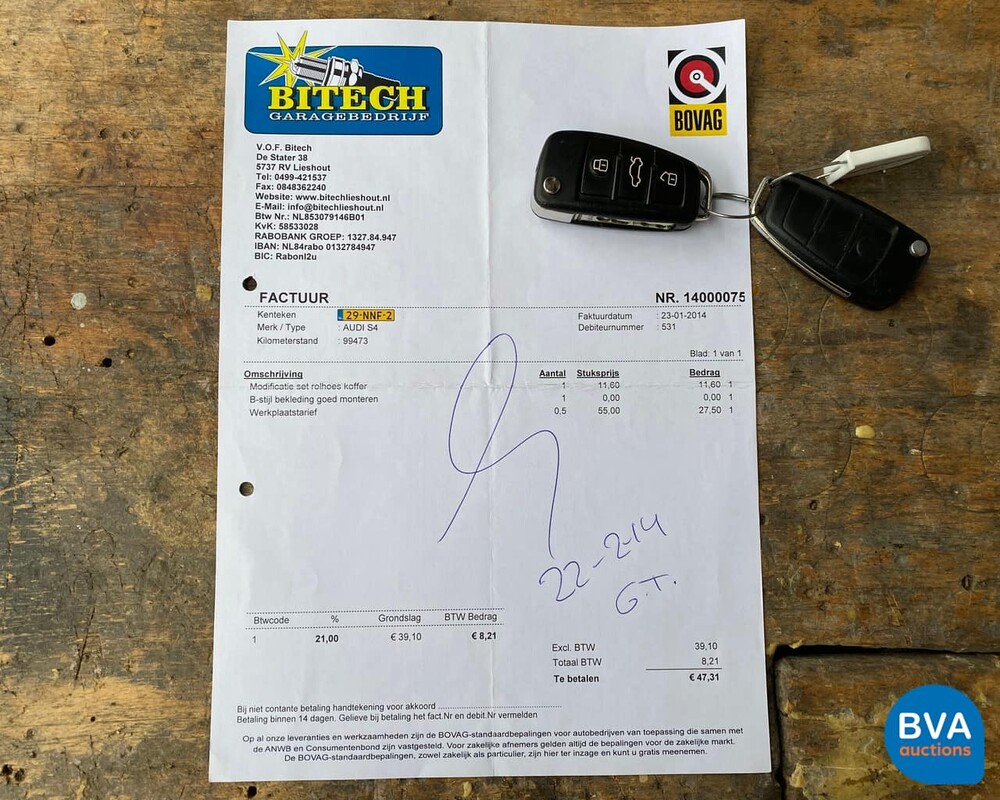 BITECH
GARAGEBEDRIJF
BOVAG
V.O.F. Bitech
De Stater 38
5737 RV Lieshout
Tel: 0499-421537
Fax: 0848362240
Website: www.bitechlieshout.nl
E-Mail: info@bitechlieshout.nl
Btw Nr.: NL853079146B01
KvK: 58533028
RABOBANK GROEP: 1327.84.947
IBAN: NL84rabo 0132784947
BIC: Rabonl2u
FACTUUR NR. 14000075
Kenteken : 29-NNF-2 Factuurdatum : 23-01-2014
Merk / Type : AUDI S4 Debiteurnummer : 531
Kilometerstand : 99473
Blad: 1 van 1
Omschrijving Aantal Stuksprijs Bedrag
Modificatie set rolhoes koffer 1 11,60 11,60 1
B-stijl bekleding goed monteren 1 0,00 0,00 1
Werkplaatstarief 0,5 55,00 27,50 1
22-2-14
G.T.
Btwcode % Grondslag BTW Bedrag
1 21,00 € 39,10 € 8,21
Excl. BTW 39,10
Totaal BTW 8,21
Te betalen € 47,31
Bij niet contante betaling handtekening voor akkoord
Betaling binnen 14 dagen. Gelieve bij betaling het fact.Nr en debit.Nr vermelden
Op al onze leveranties en werkzaamheden zijn de BOVAG-standaardbepalingen voor autobedrijven van toepassing die samen met
de ANWB en Consumentenbond zijn vastgesteld. Voor zakelijke afnemers gelden altijd de bepalingen voor de zakelijke markt.
De BOVAG-standaardbepalingen, zowel zakelijk als particulier, zijn hier ter inzage en kunt u gratis meenemen.
BVA
auctions